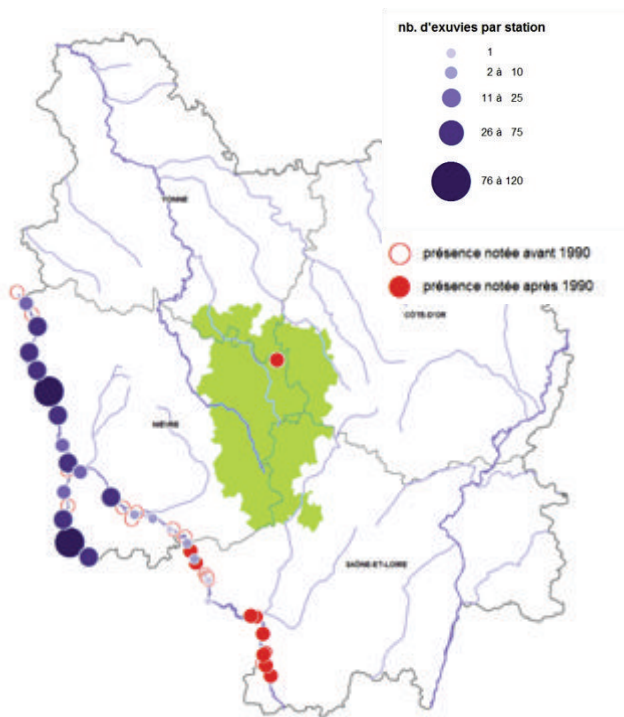 nb. d'exuvies par station
1
2 à 10
11 à 25
26 à 75
76 à 120
présence notée avant 1990
présence notée après 1990
YONNE
CÔTE-D'OR
NIÈVRE
SAÔNE-ET-LOIRE